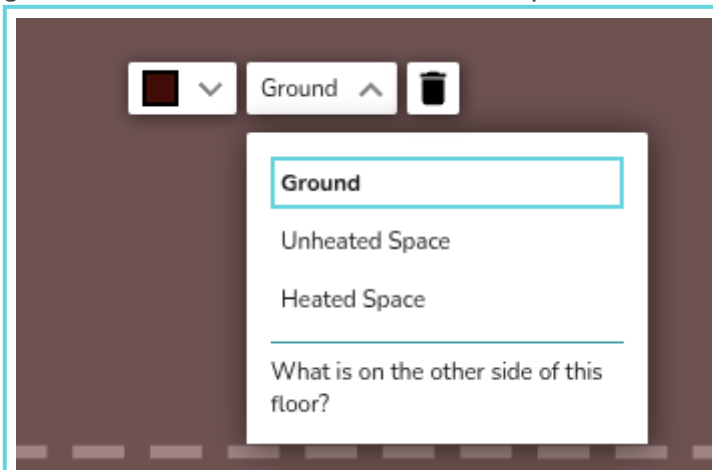 Ground
Ground
Unheated Space
Heated Space
What is on the other side of this
floor?